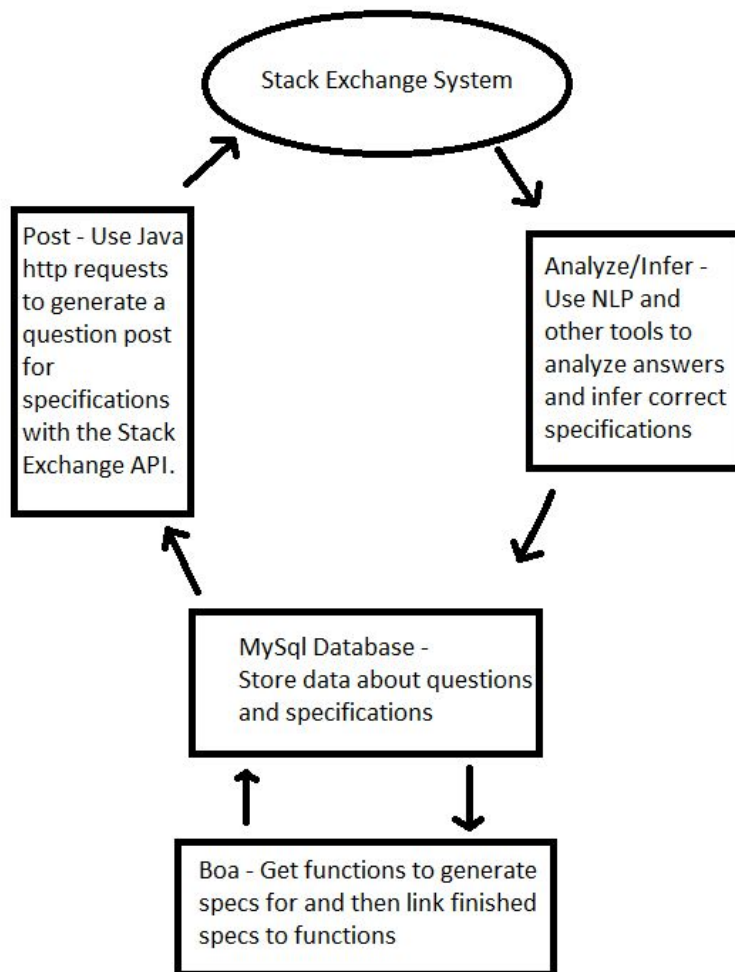 Stack Exchange System
Post - Use Java
http requests
to generate a
question post
for
specifications
with the Stack
Exchange API.
Analyze/Infer -
Use NLP and
other tools to
analyze answers
and infer correct
specifications
MySql Database -
Store data about questions
and specifications
Boa - Get functions to generate
specs for and then link finished
specs to functions